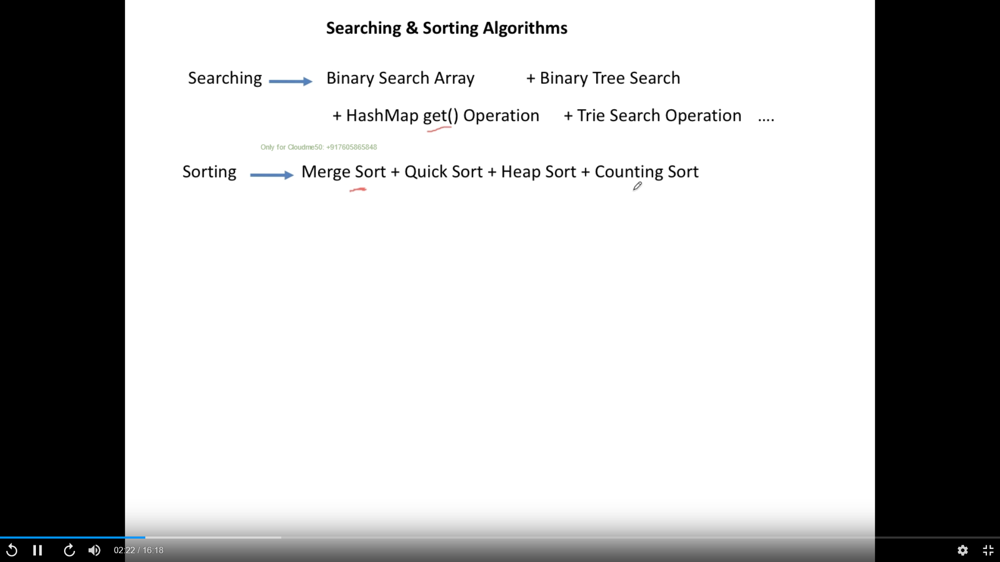 Searching & Sorting Algorithms
Searching Binary Search Array + Binary Tree Search
+ HashMap get() Operation + Trie Search Operation ....
Only for Cloudme50: +917605865848
Sorting Merge Sort + Quick Sort + Heap Sort + Counting Sort
02:22 / 16:18